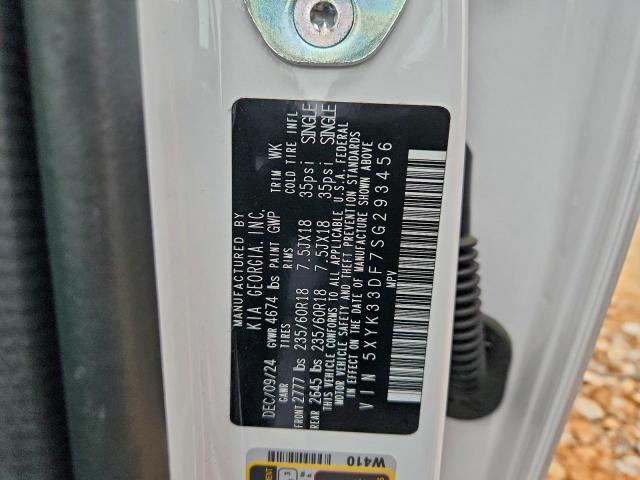 MANUFACTURED BY
KIA GEORGIA, INC.
DEC/09/24 GVWR 4674 lbs PAINT GWP TRIM WK
GAWR TIRES RIMS COLD TIRE INFL
FRONT 2777 lbs 235/60R18 7.5JX18 35psi SINGLE
REAR 2645 lbs 235/60R18 7.5JX18 35psi SINGLE
THIS VEHICLE CONFORMS TO ALL APPLICABLE U.S.A. FEDERAL
MOTOR VEHICLE SAFETY AND THEFT PREVENTION STANDARDS
IN EFFECT ON THE DATE OF MANUFACTURE SHOWN ABOVE
VIN 5XYK33DF7SG293456
MPV
W410